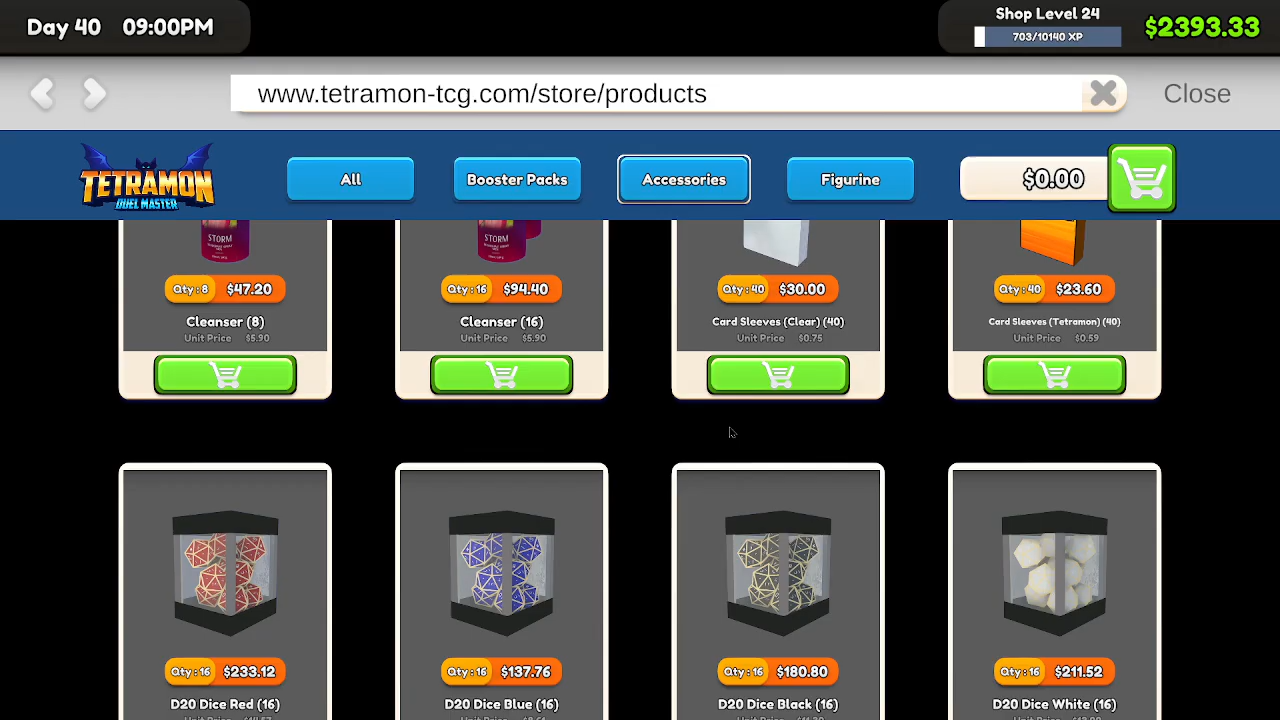 Day 40 09:00PM
Shop Level 24
703/10140 XP
$2393.33
www.tetramon-tcg.com/store/products
Close
TETRAMON
DUEL MASTER
All
Booster Packs
Accessories
Figurine
$0.00
STORM
STORM
Qty : 8 $47.20
Qty : 16 $94.40
Qty : 40 $30.00
Qty : 40 $23.60
Cleanser (8)
Cleanser (16)
Card Sleeves (Clear) (40)
Card Sleeves (Tetramon) (40)
Unit Price $5.90
Unit Price $5.90
Unit Price $0.75
Unit Price $0.59
Qty : 16 $233.12
Qty : 16 $137.76
Qty : 16 $180.80
Qty : 16 $211.52
D20 Dice Red (16)
D20 Dice Blue (16)
D20 Dice Black (16)
D20 Dice White (16)